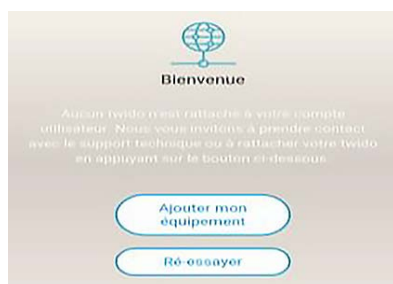 Bienvenue
Aucun twido n'est rattaché à votre compte
utilisateur. Nous vous invitons à prendre contact
avec le support technique ou à rattacher votre twido
en appuyant sur le bouton ci-dessous
Ajouter mon
équipement
Ré-essayer